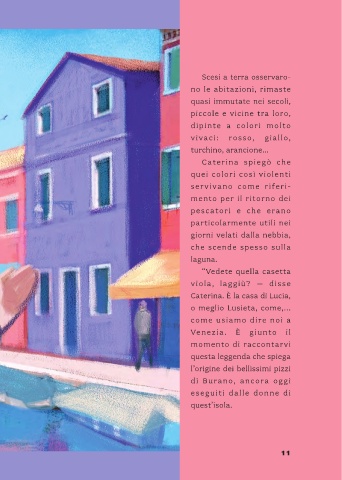 Scesi a terra osservaro-
no le abitazioni, rimaste
quasi immutate nei secoli,
piccole e vicine tra loro,
dipinte a colori molto
vivaci: rosso, giallo,
turchino, arancione...
Caterina spiegò che
quei colori così violenti
servivano come riferi-
mento per il ritorno dei
pescatori e che erano
particolarmente utili nei
giorni velati dalla nebbia,
che scende spesso sulla
laguna.
"Vedete quella casetta
viola, laggiù? — disse
Caterina. È la casa di Lucia,
o meglio Lusieta, come,...
come usiamo dire noi a
Venezia. È giunto il
momento di raccontarvi
questa leggenda che spiega
l'origine dei bellissimi pizzi
di Burano, ancora oggi
eseguiti dalle donne di
quest'isola.
11